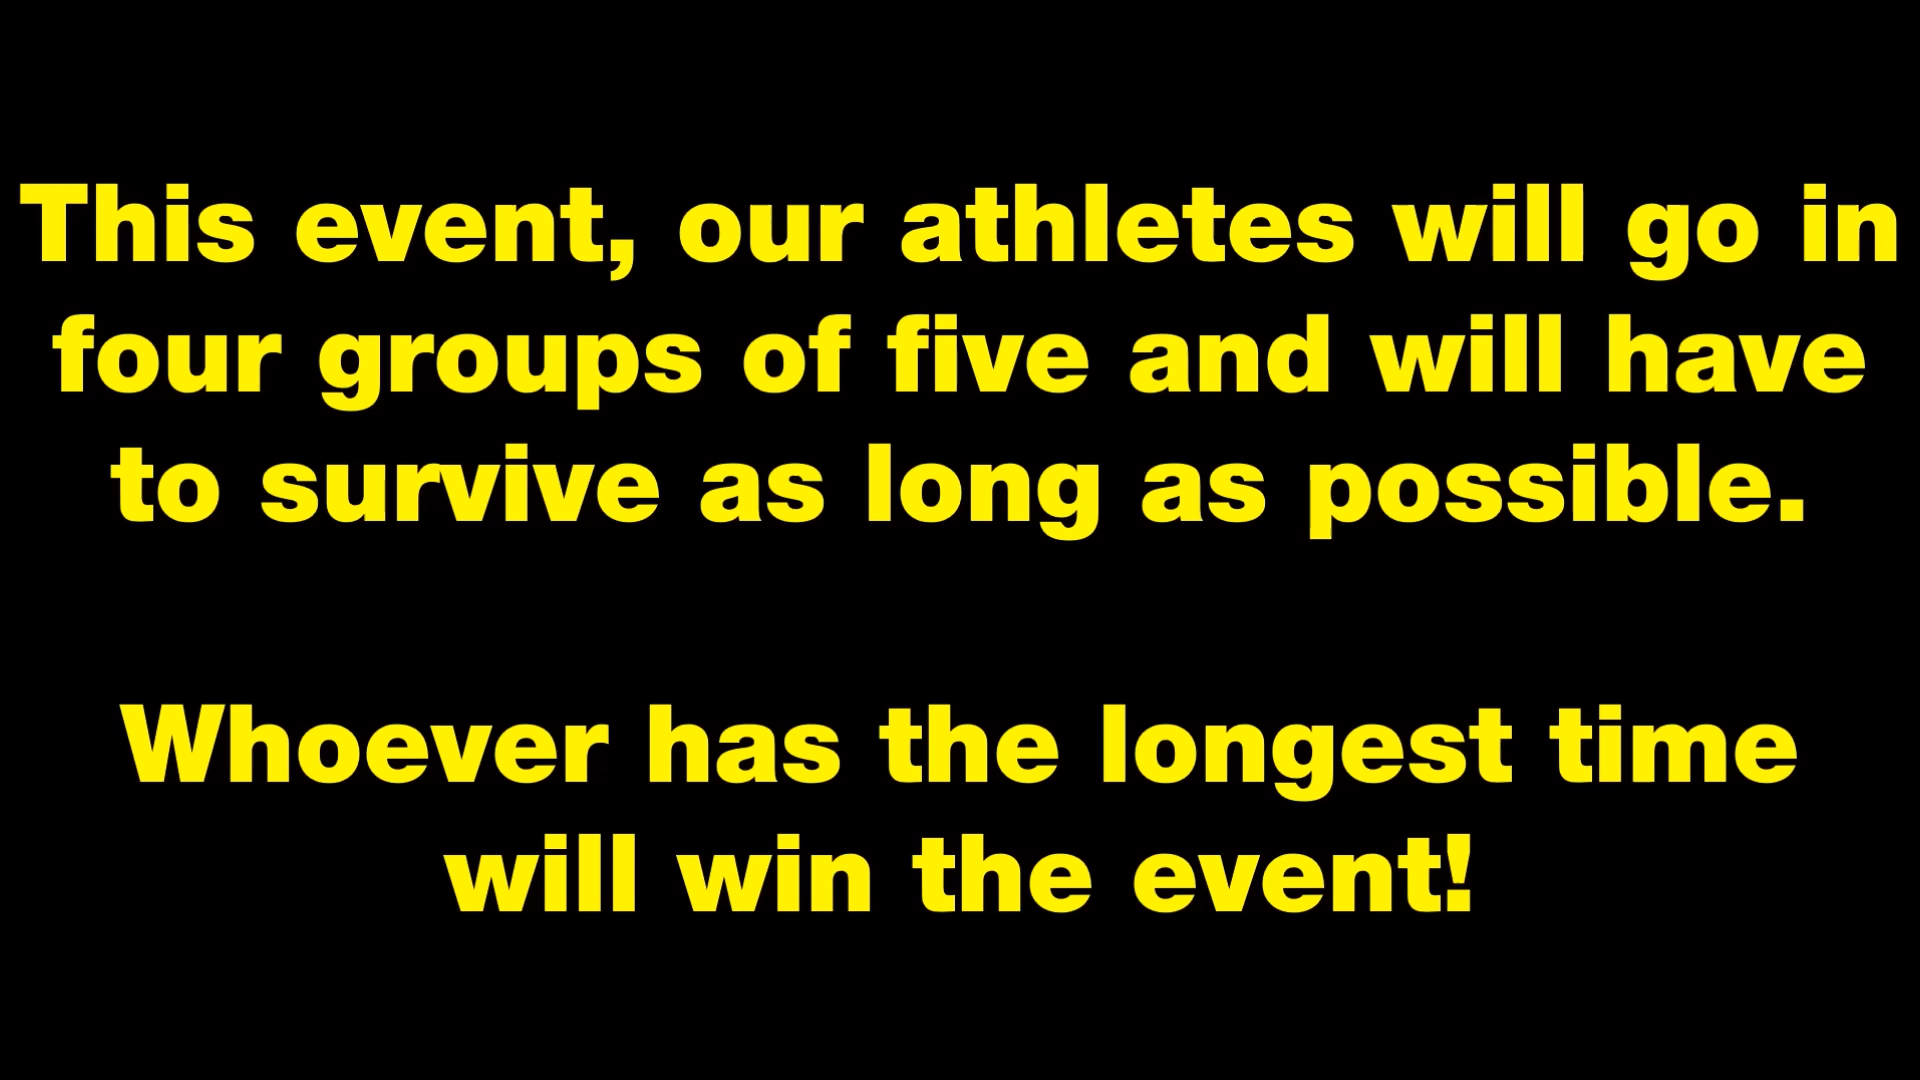 This event, our athletes will go in
four groups of five and will have
to survive as long as possible.
Whoever has the longest time
will win the event!